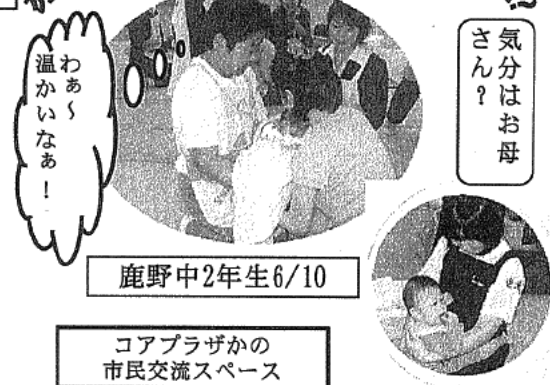 気分はお母
さん？
わぁ～
温かいなぁ！
鹿野中2年生6/10
コアプラザかの
市民交流スペース